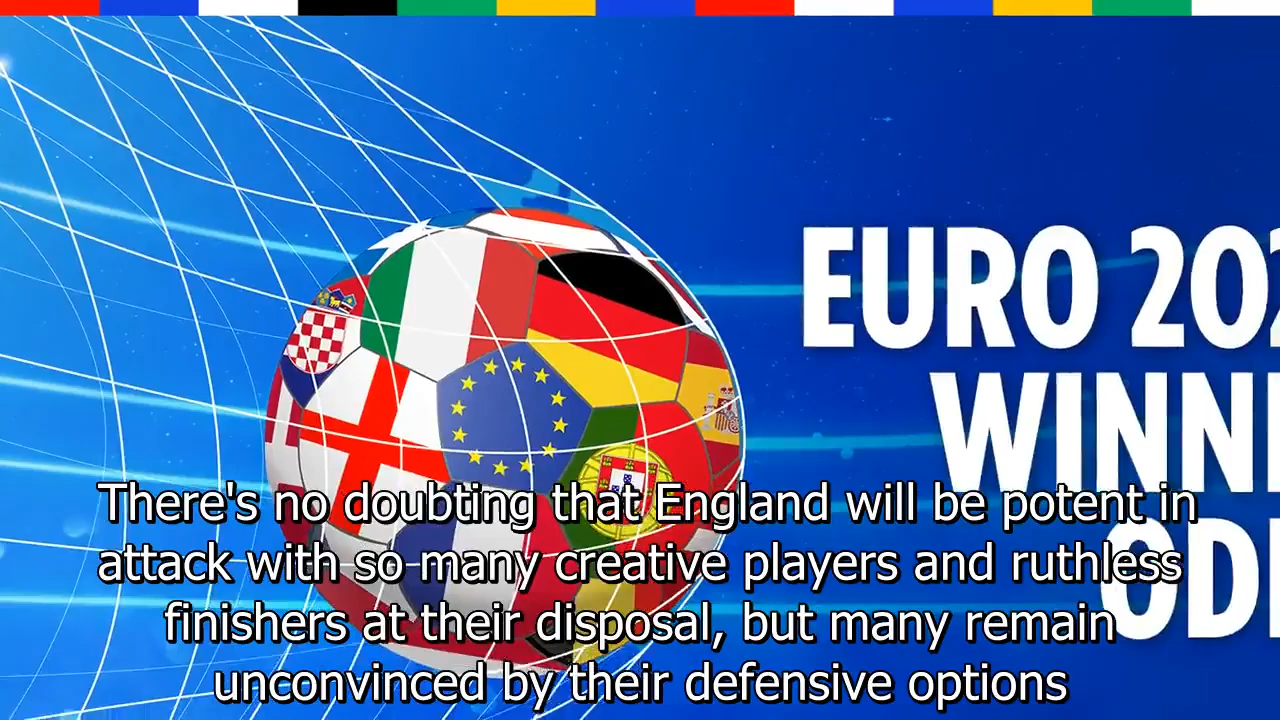 EURO 202
WINN
OD
There's no doubting that England will be potent in
attack with so many creative players and ruthless
finishers at their disposal, but many remain
unconvinced by their defensive options